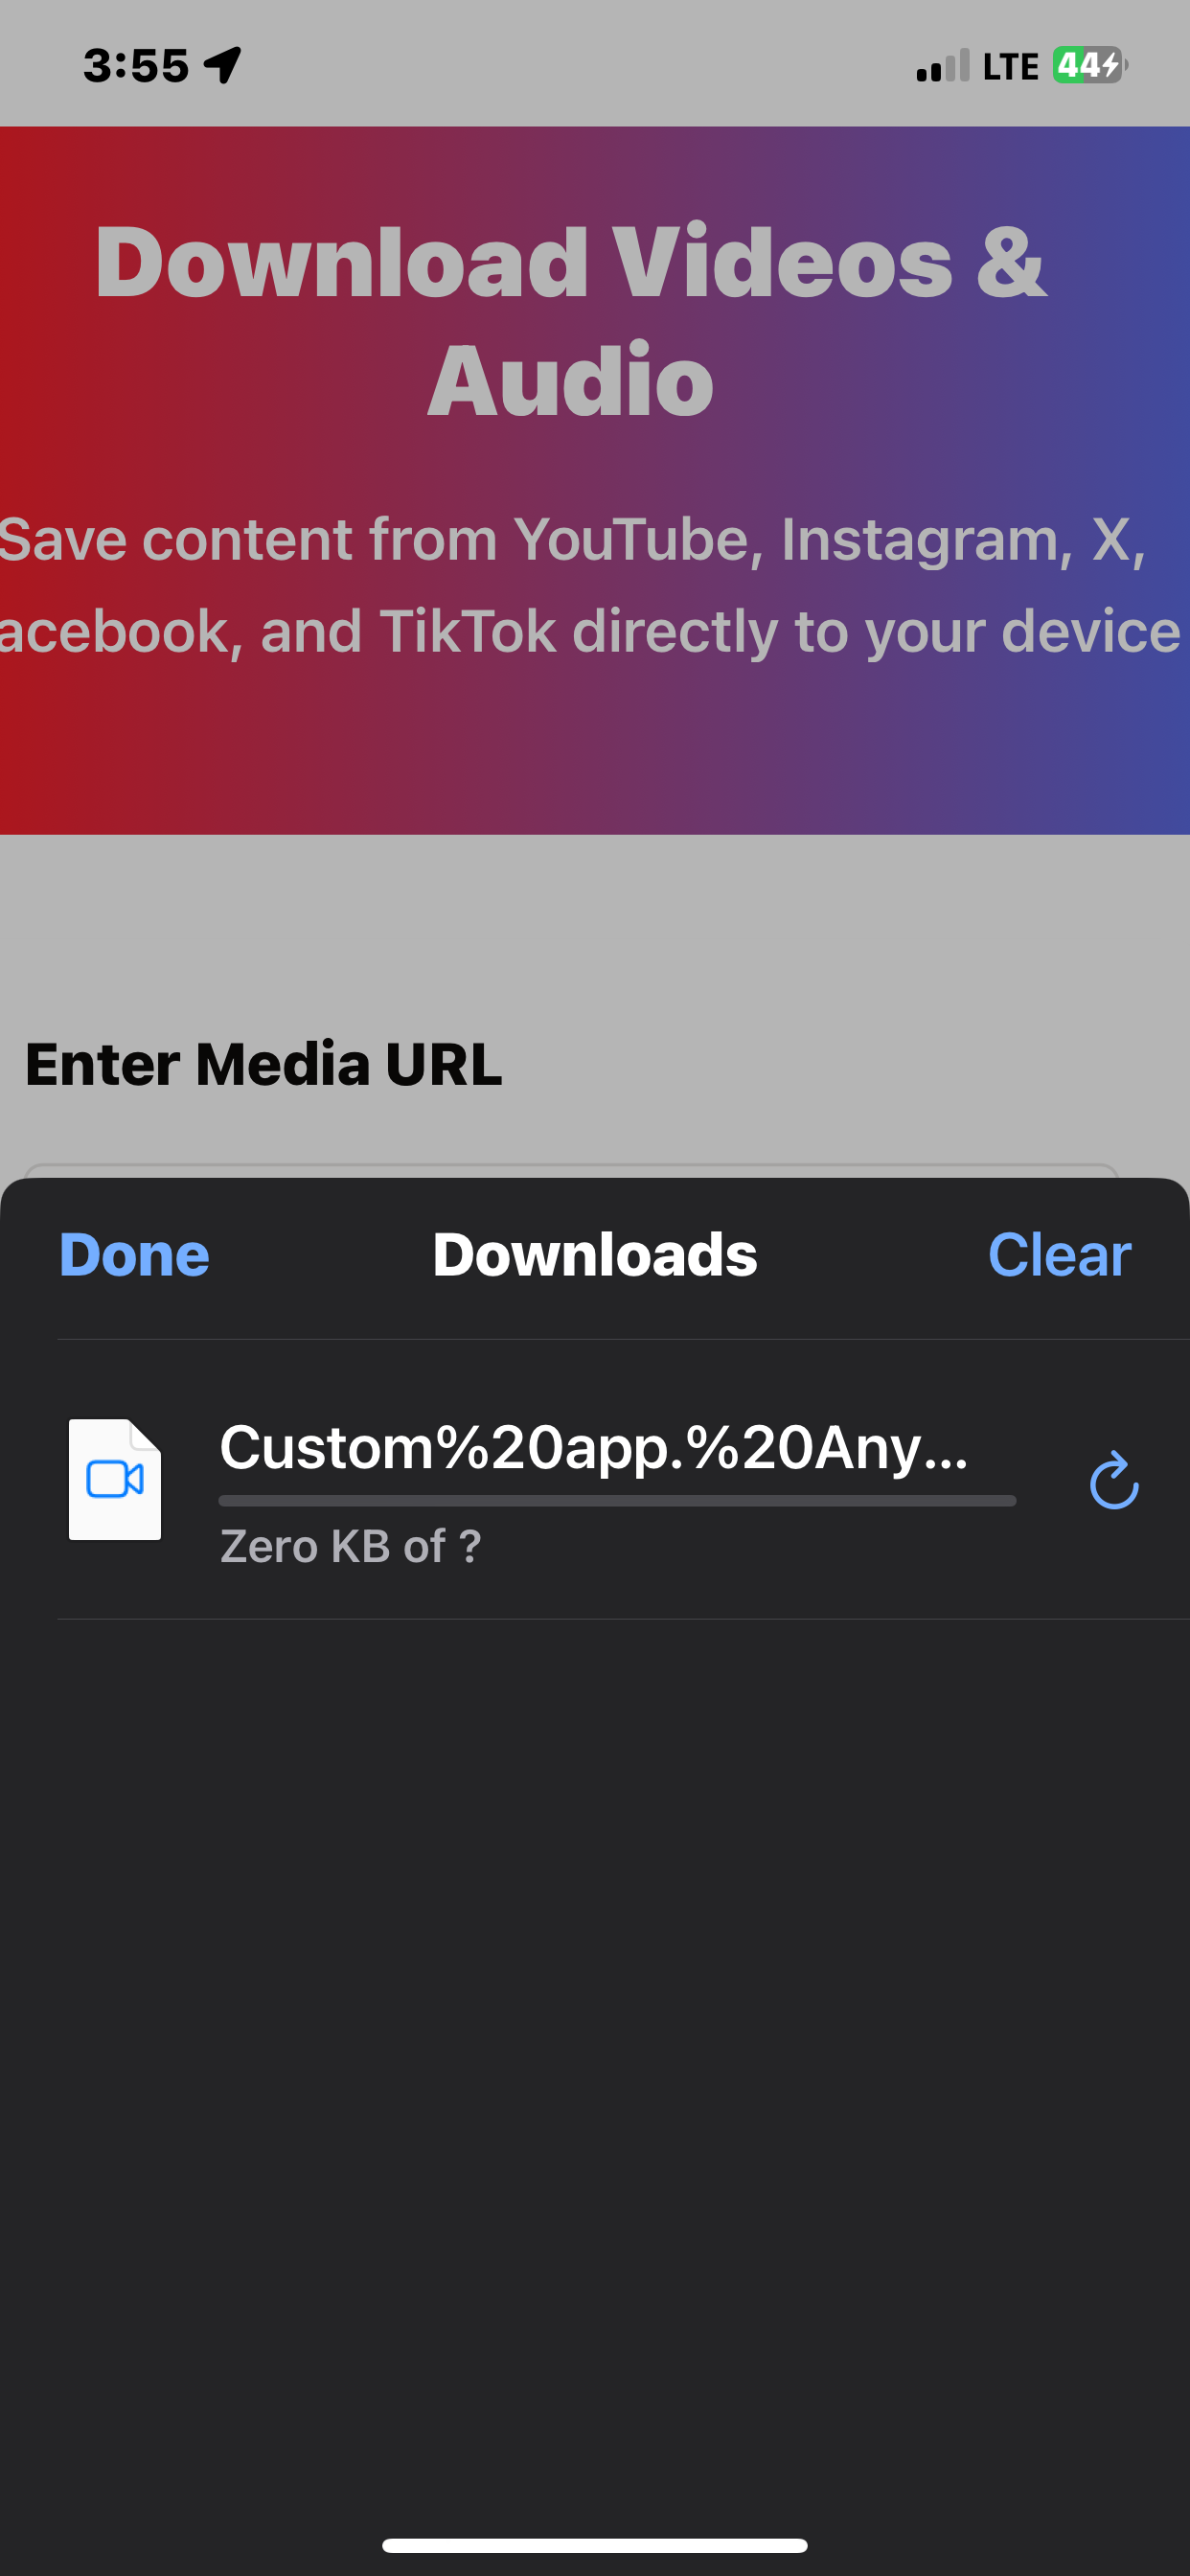 3:55 LTE 44
Download Videos &
Audio
Save content from YouTube, Instagram, X,
acebook, and TikTok directly to your device
Enter Media URL
Done Downloads Clear
Custom%20app.%20Any...
Zero KB of ?